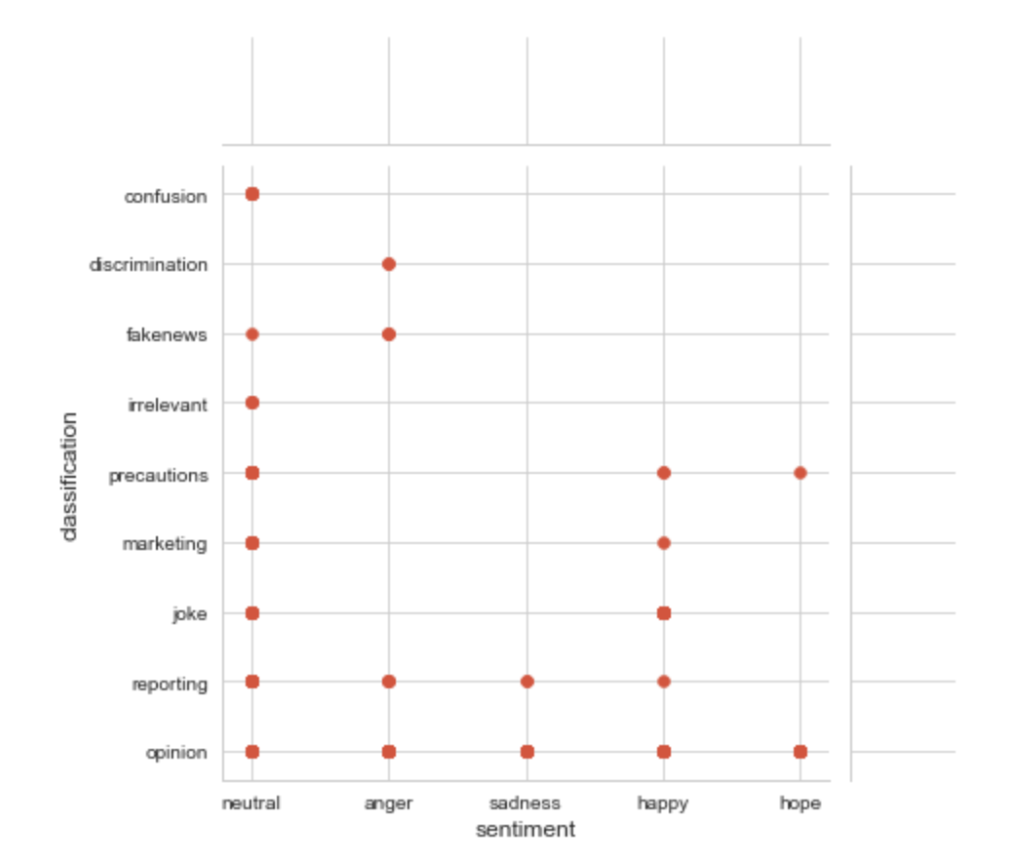 confusion
discrimination
fakenews
irrelevant
precautions
marketing
joke
reporting
opinion
classification
neutral anger sadness happy hope
sentiment